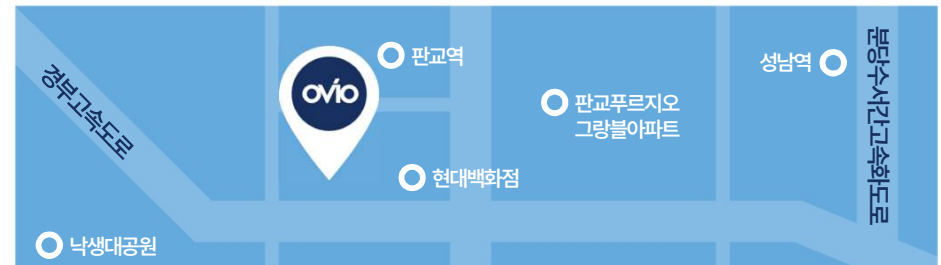 경부고속도로
ovio
판교역
현대백화점
판교푸르지오
그랑블아파트
성남역
분당수서간고속화도로
낙생대공원